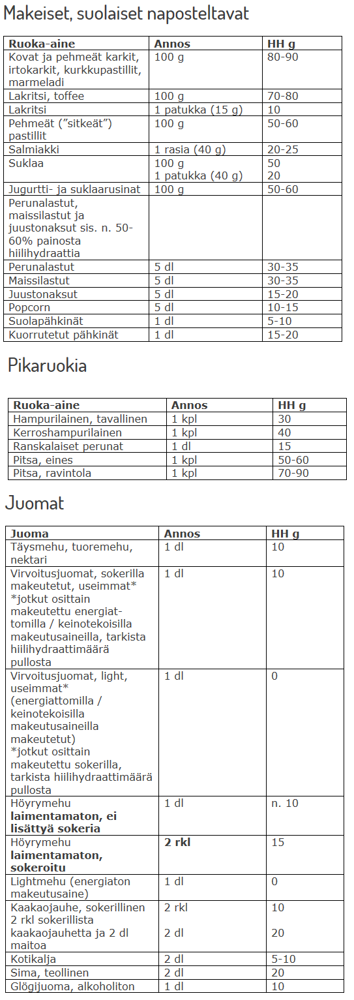 Makeiset, suolaiset naposteltavat
Ruoka-aine Annos HH g
Kovat ja pehmeät karkit, 100 g 80-90
irtokarkit, kurkkupastillit,
marmeladi
Lakritsi, toffee 100 g 70-80
Lakritsi 1 patukka (15 g) 10
Pehmeät (”sitkeät”) 100 g 50-60
pastillit
Salmiakki 1 rasia (40 g) 20-25
Suklaa 100 g 50
1 patukka (40 g) 20
Jugurtti- ja suklaarusinat 100 g 50-60
Perunalastut,
maissilastut ja
juustonaksut sis. n. 50-
60% painosta
hiilihydraattia
Perunalastut 5 dl 30-35
Maissilastut 5 dl 30-35
Juustonaksut 5 dl 15-20
Popcorn 5 dl 10-15
Suolapähkinät 1 dl 5-10
Kuorrutetut pähkinät 1 dl 15-20
Pikaruokia
Ruoka-aine Annos HH g
Hampurilainen, tavallinen 1 kpl 30
Kerroshampurilainen 1 kpl 40
Ranskalaiset perunat 1 dl 15
Pitsa, eines 1 kpl 50-60
Pitsa, ravintola 1 kpl 70-90
Juomat
Juoma Annos HH g
Täysmehu, tuoremehu, 1 dl 10
nektari
Virvoitusjuomat, sokerilla 1 dl 10
makeutetut, useimmat*
*jotkut osittain
makeutettu energiat-
tomilla / keinotekoisilla
makeutusaineilla, tarkista
hiilihydraattimäärä
pullosta
Virvoitusjuomat, light, 1 dl 0
useimmat*
(energiattomilla /
keinotekoisilla
makeutusaineilla
makeutetut)
*jotkut osittain
makeutettu sokerilla,
tarkista hiilihydraattimäärä
pullosta
Höyrymehu 1 dl n. 10
laimentamaton, ei
lisättyä sokeria
Höyrymehu 2 rkl 15
laimentamaton,
sokeroitu
Lightmehu (energiaton 1 dl 0
makeutusaine)
Kaakaojauhe, sokerillinen 2 rkl 10
2 rkl sokerillista
kaakaojauhetta ja 2 dl 2 dl 20
maitoa
Kotikalja 2 dl 5-10
Sima, teollinen 2 dl 20
Glögijuoma, alkoholiton 1 dl 10